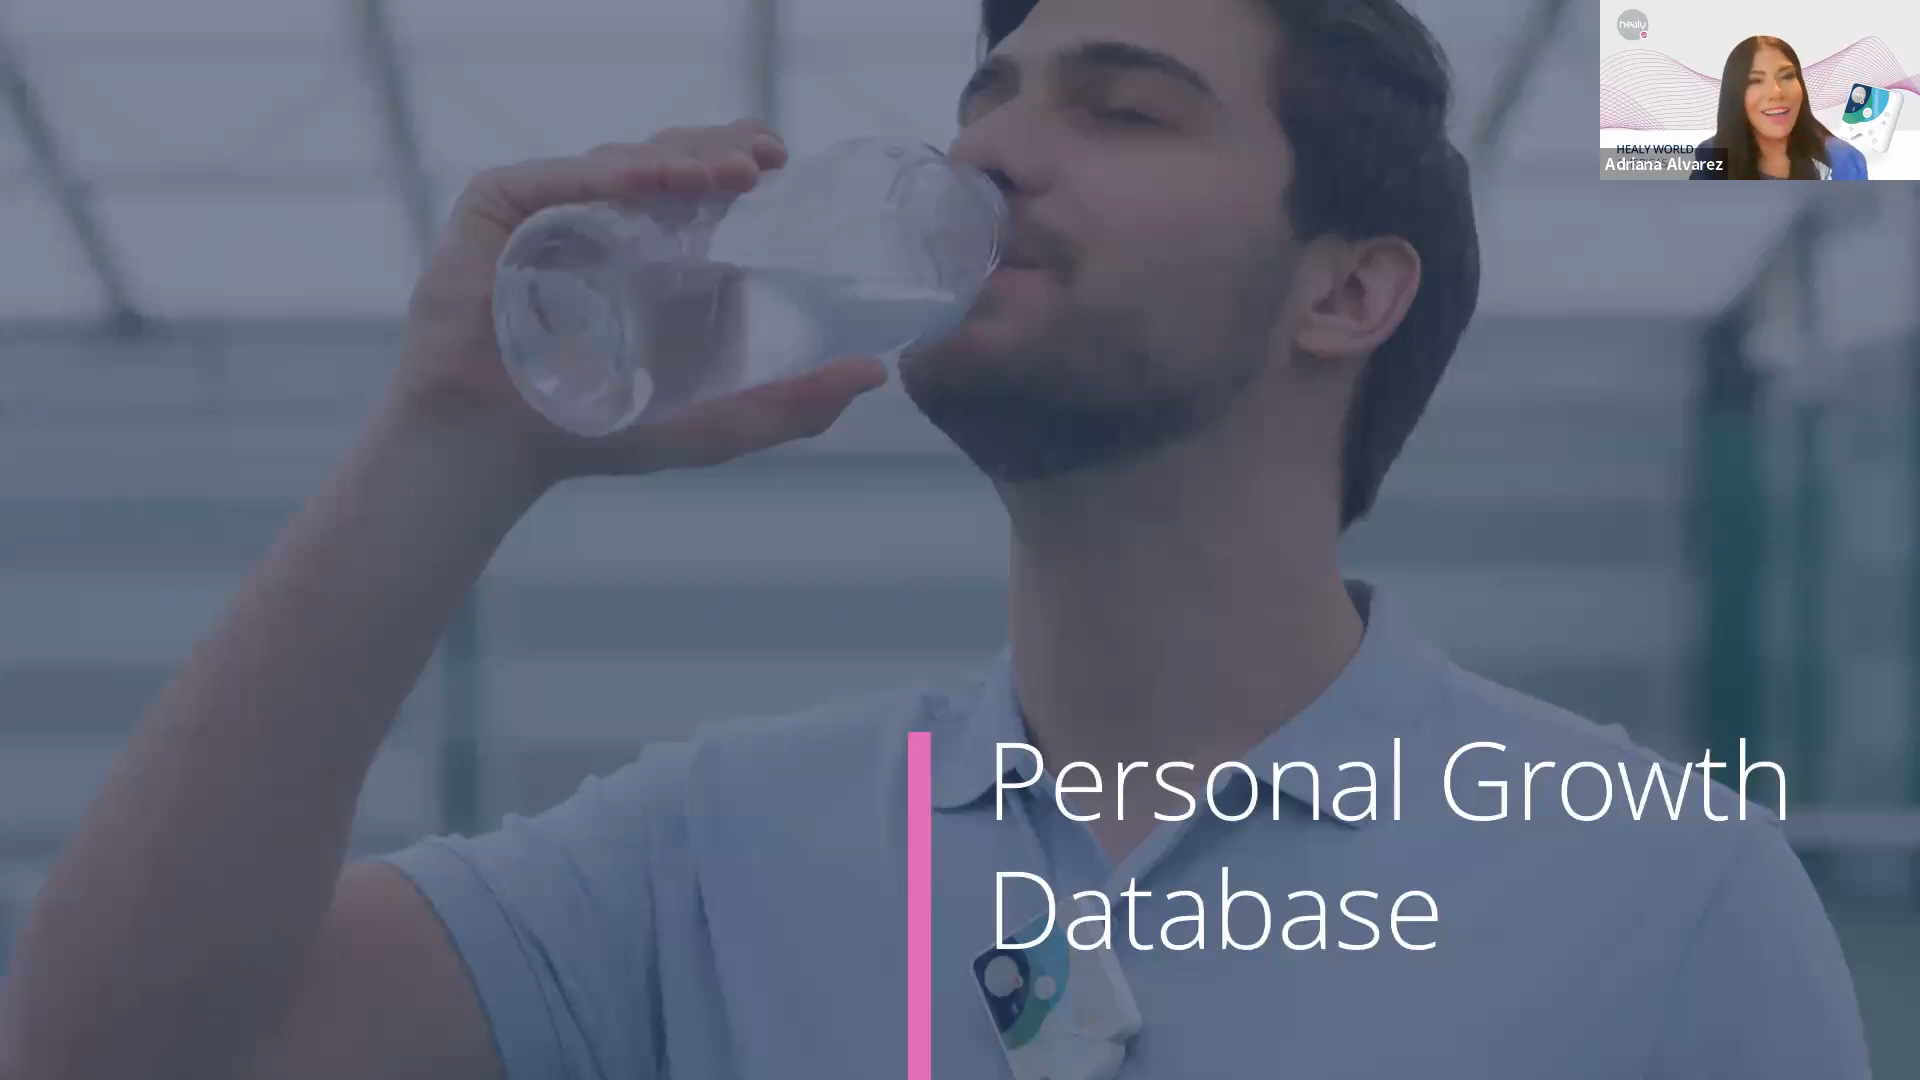 healy
HEALY WORLD
Adriana Alvarez
Personal Growth
Database